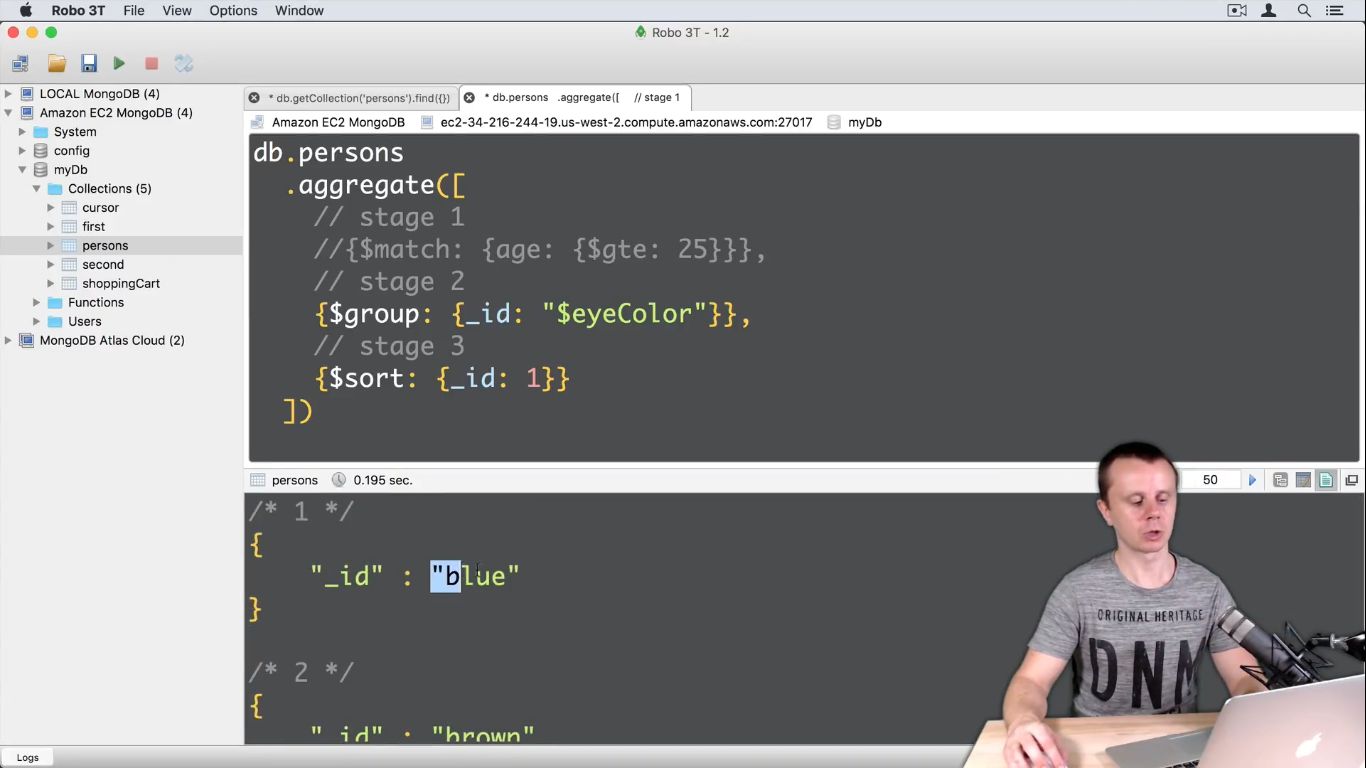 Robo 3T File View Options Window
Robo 3T - 1.2
LOCAL MongoDB (4)
Amazon EC2 MongoDB (4)
System
config
myDb
Collections (5)
cursor
first
persons
second
shoppingCart
Functions
Users
MongoDB Atlas Cloud (2)
* db.getCollection('persons').find({}) * db.persons .aggregate([ // stage 1
Amazon EC2 MongoDB ec2-34-216-244-19.us-west-2.compute.amazonaws.com:27017 myDb
db.persons
.aggregate([
// stage 1
//{$match: {age: {$gte: 25}}},
// stage 2
{$group: {_id: "$eyeColor"}},
// stage 3
{$sort: {_id: 1}}
])
persons 0.195 sec. 50
/* 1 */
{
"_id" : "blue"
}
/* 2 */
{
"_id" : "brown"
ORIGINAL HERITAGE
DNM
Logs